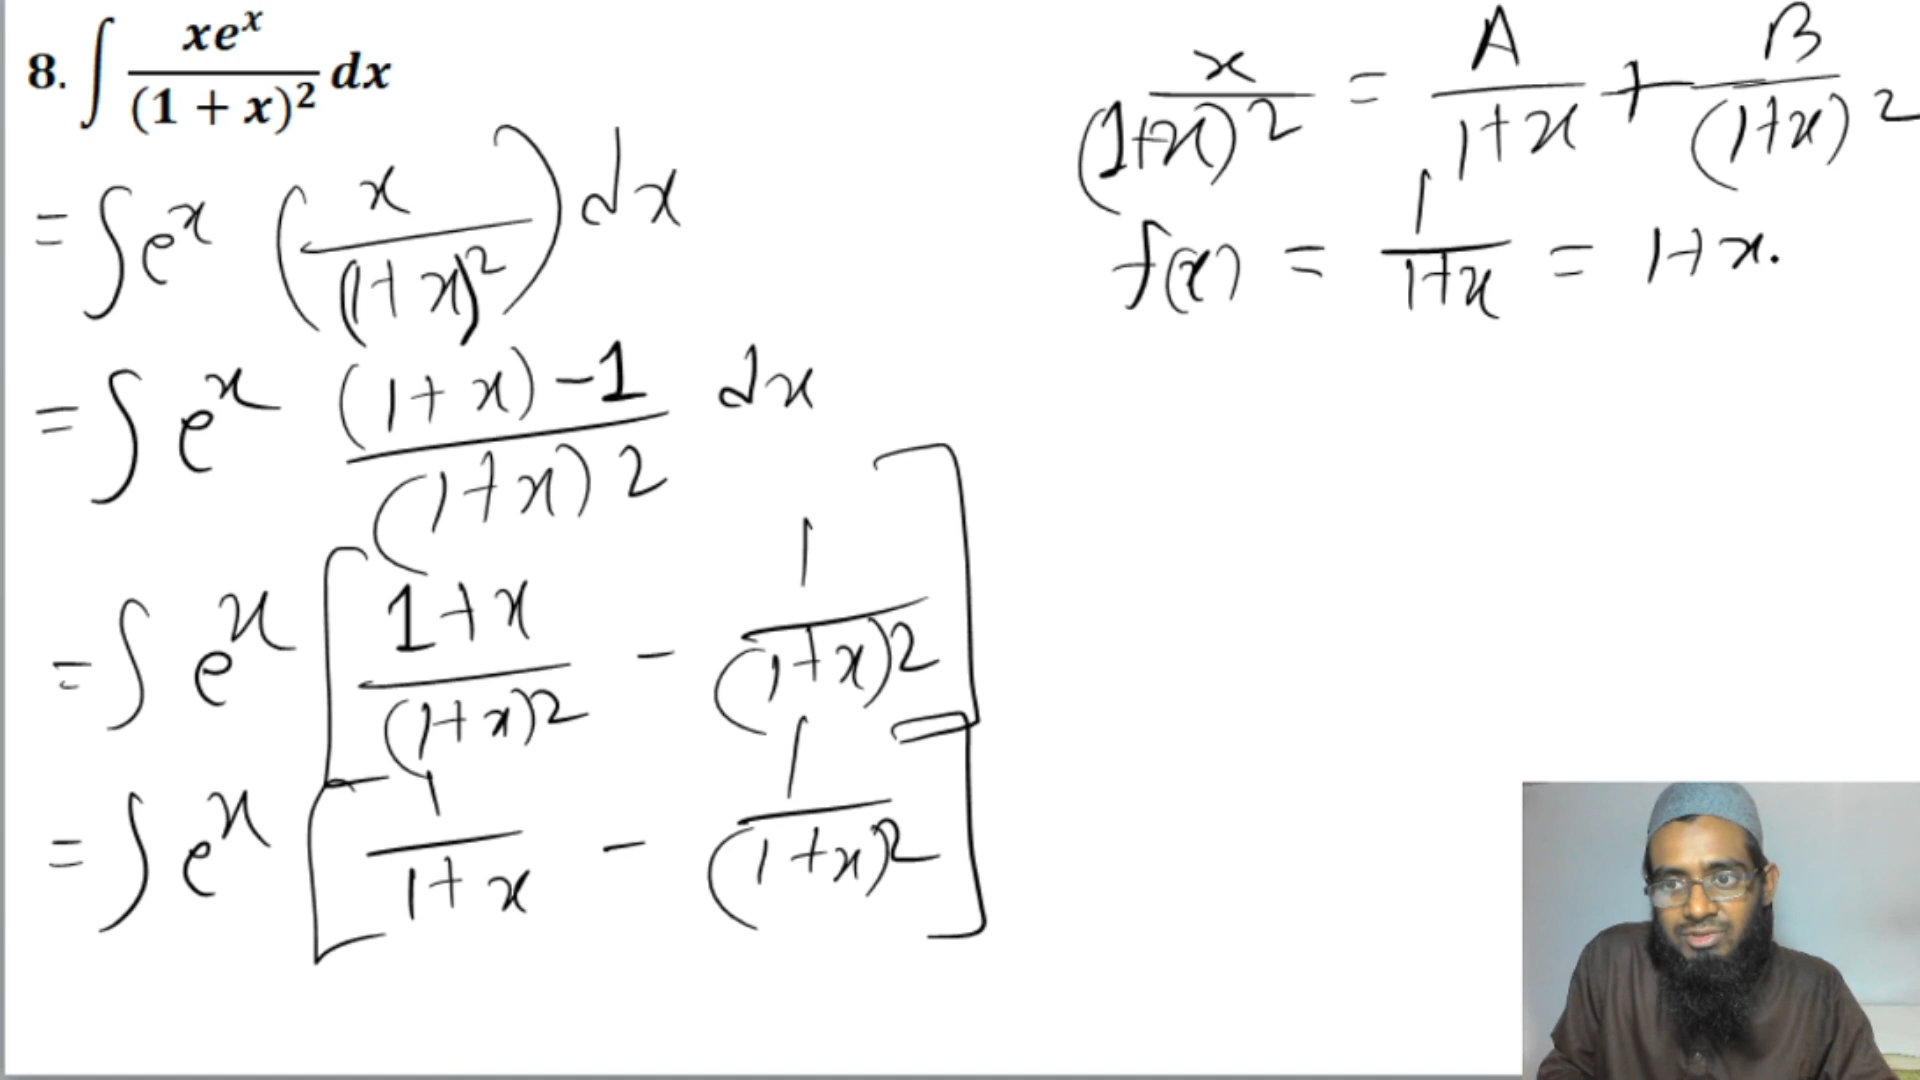 8. ∫ xeˣ / (1 + x)² dx
= ∫ eˣ ( x / (1+x)² ) dx
= ∫ eˣ (1+x) -1 / (1+x)2 dx
= ∫ eˣ [ 1+x / (1+x)2 - 1 / (1+x)2 ]
= ∫ eˣ [ 1 / 1+x - 1 / (1+x)2 ]
x / (1+x)2 = A / 1+x + B / (1+x)2
f(x) = 1 / 1+x = 1+x.